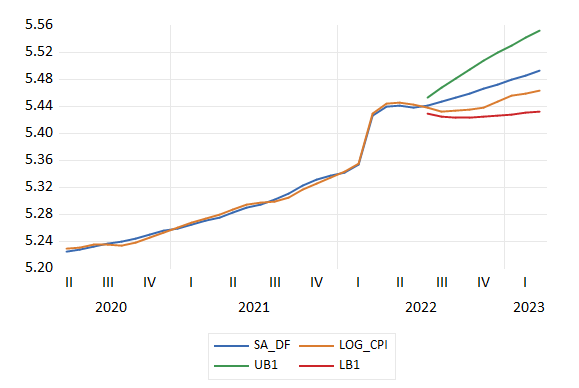 5.56
5.52
5.48
5.44
5.40
5.36
5.32
5.28
5.24
5.20
II III IV I II III IV I II III IV I
2020 2021 2022 2023
SA_DF LOG_CPI
UB1 LB1